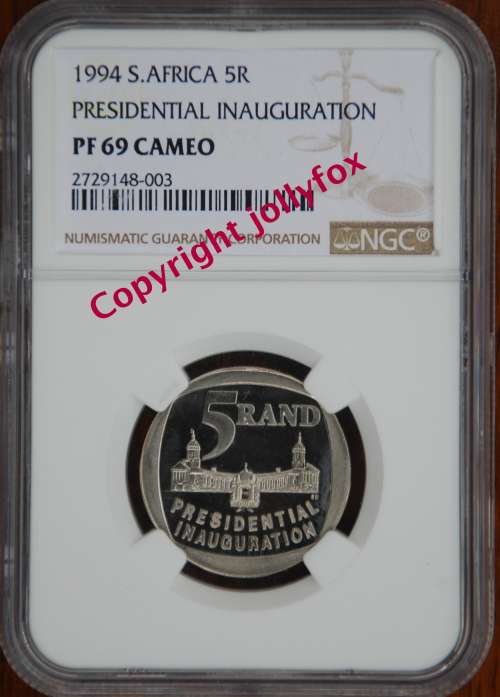 1994 S.AFRICA 5R
PRESIDENTIAL INAUGURATION
PF 69 CAMEO
2729148-003
NUMISMATIC GUARANTY CORPORATION
NGC®
Copyright Jollyfox
5 RAND
PRESIDENTIAL
INAUGURATION